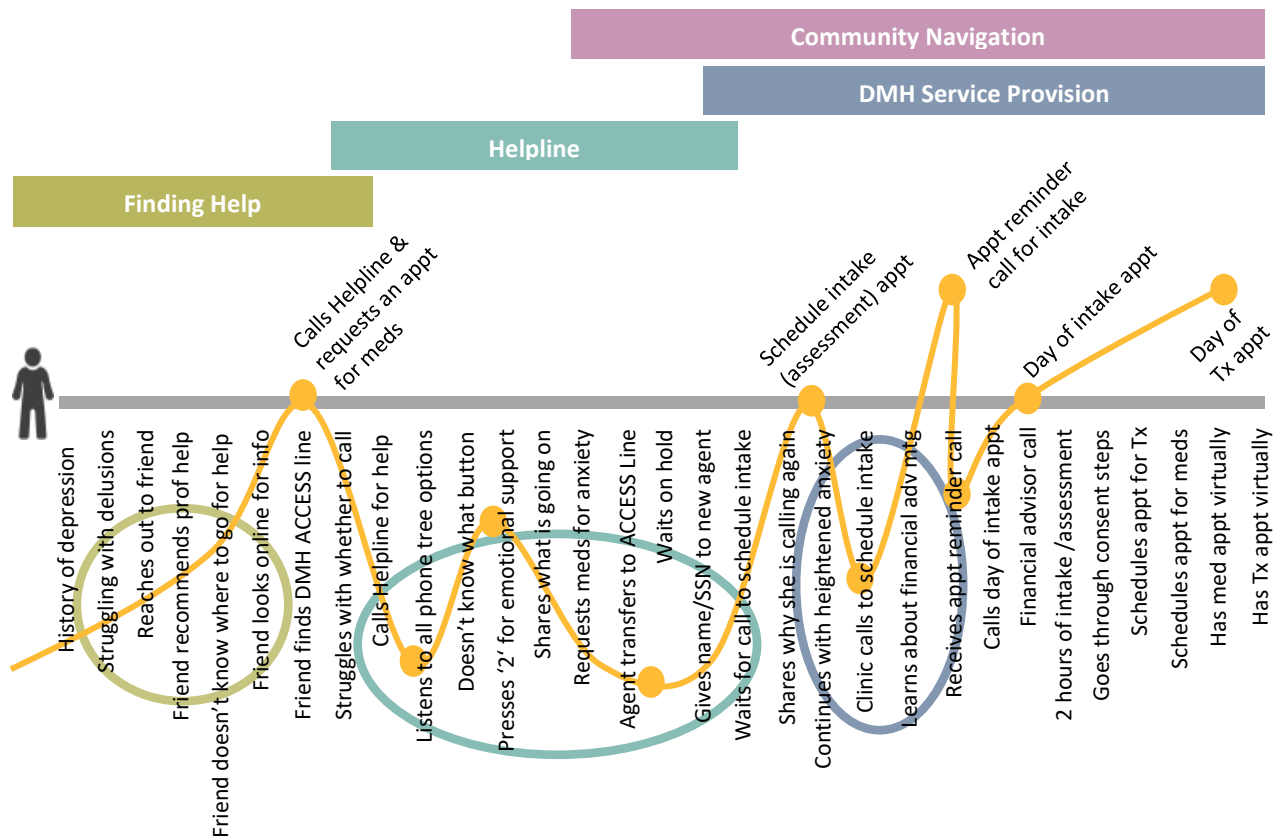 Community Navigation
DMH Service Provision
Helpline
Finding Help
Calls Helpline &
requests an appt
for meds
Schedule intake
(assessment) appt
Appt reminder
call for intake
Day of intake appt
Day of
Tx appt
History of depression
Struggling with delusions
Reaches out to friend
Friend recommends prof help
Friend doesn't know where to go for help
Friend looks online for info
Friend finds DMH ACCESS line
Struggles with whether to call
Calls Helpline for help
Listens to all phone tree options
Doesn't know what button
Presses '2' for emotional support
Shares what is going on
Requests meds for anxiety
Agent transfers to ACCESS Line
Waits on hold
Gives name/SSN to new agent
Waits for call to schedule intake
Shares why she is calling again
Continues with heightened anxiety
Clinic calls to schedule intake
Learns about financial adv mtg
Receives appt reminder call
Calls day of intake appt
Financial advisor call
2 hours of intake /assessment
Goes through consent steps
Schedules appt for Tx
Schedules appt for meds
Has med appt virtually
Has Tx appt virtually